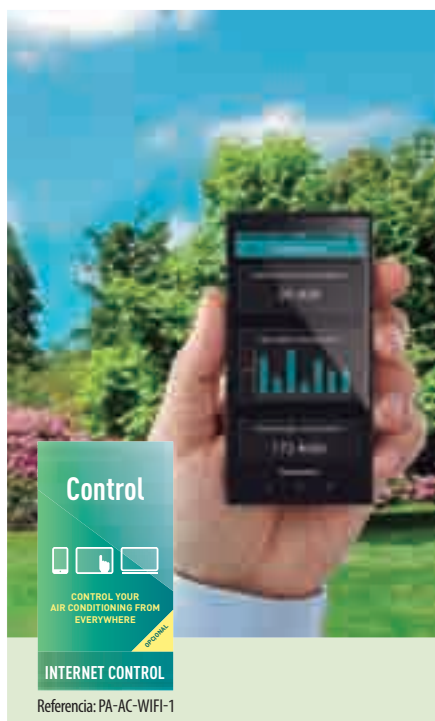 Control
CONTROL YOUR
AIR CONDITIONING FROM
EVERYWHERE
OPCIONAL
INTERNET CONTROL
Referencia: PA-AC-WIFI-1